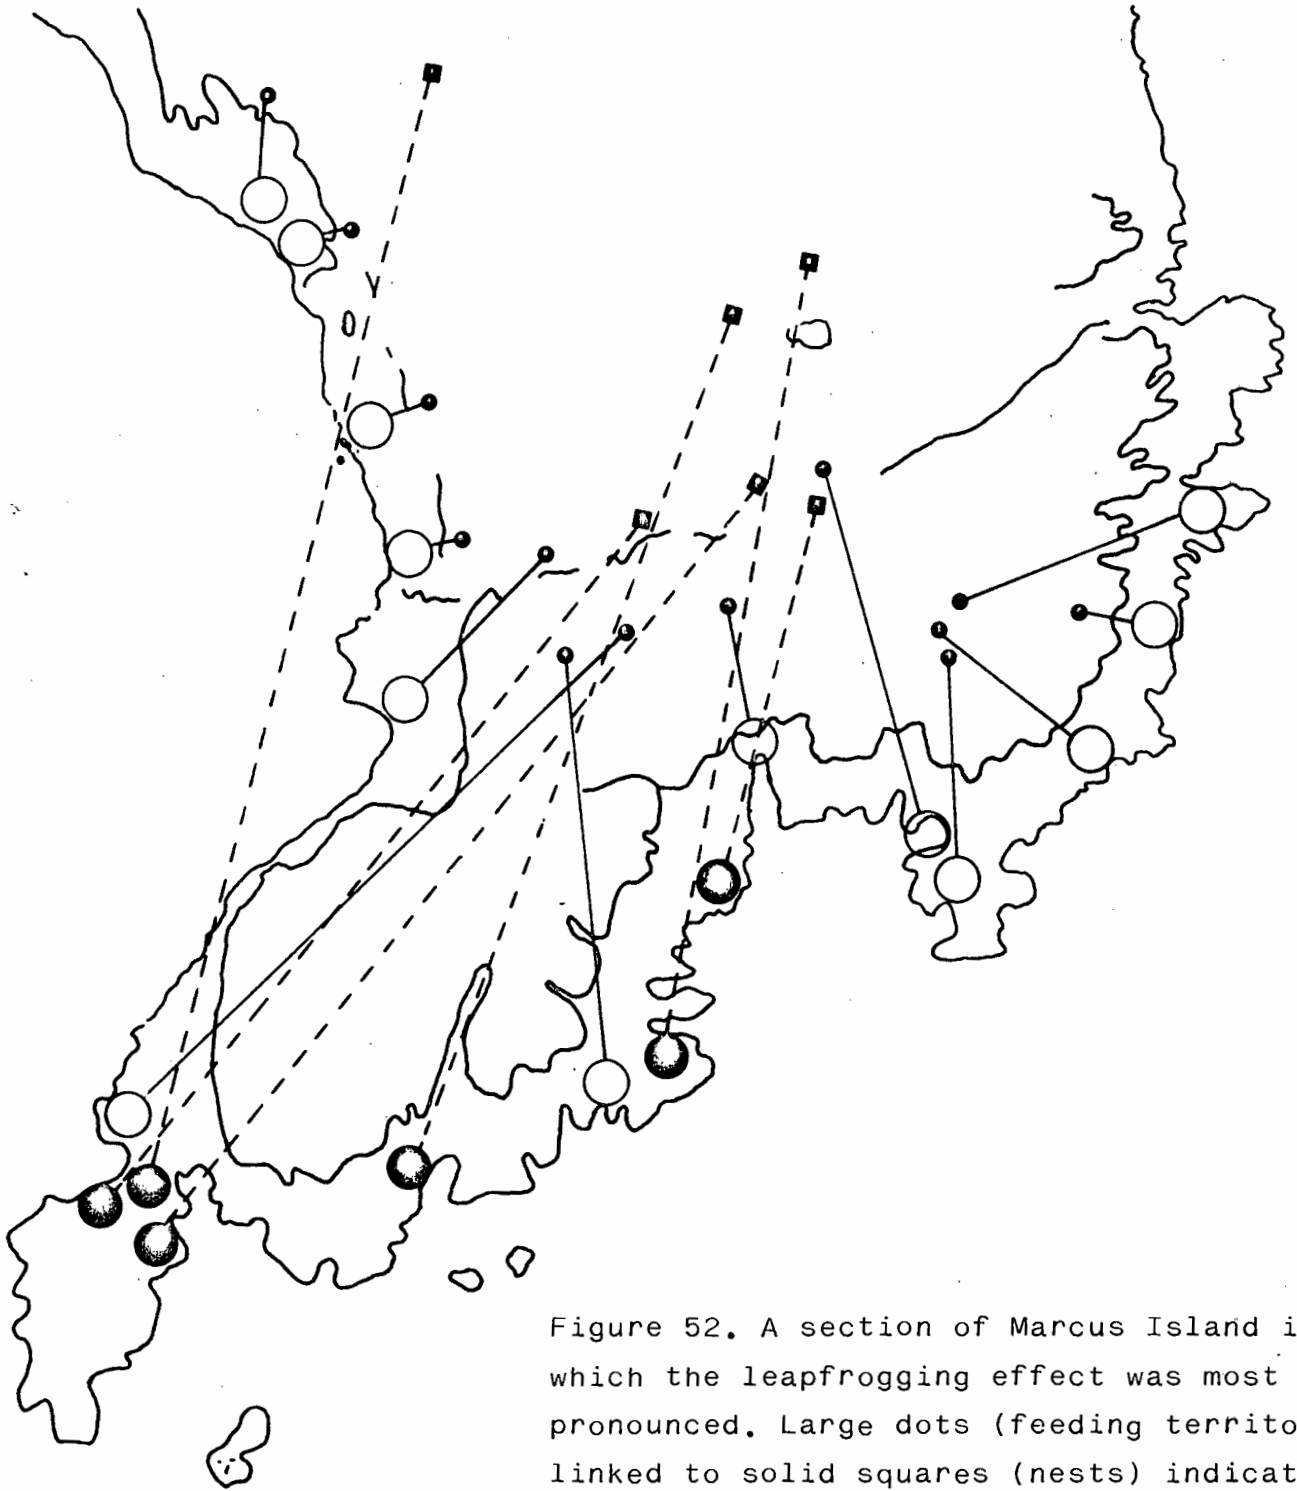 Figure 52. A section of Marcus Island i
which the leapfrogging effect was most
pronounced. Large dots (feeding territo
linked to solid squares (nests) indicat